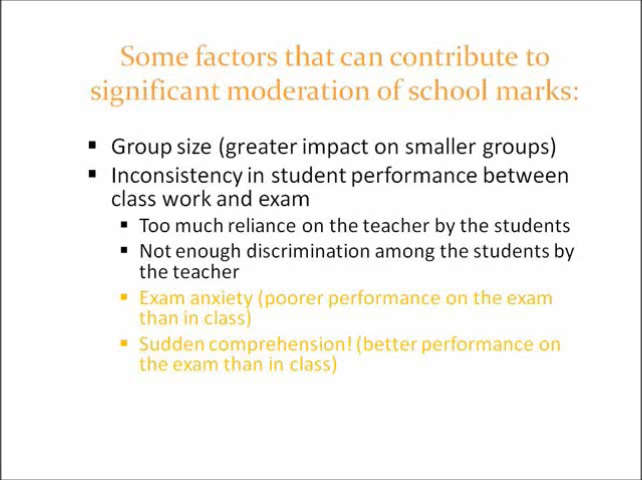 Some factors that can contribute to
significant moderation of school marks:
▪ Group size (greater impact on smaller groups)
▪ Inconsistency in student performance between
class work and exam
▪ Too much reliance on the teacher by the students
▪ Not enough discrimination among the students by
the teacher
▪ Exam anxiety (poorer performance on the exam
than in class)
▪ Sudden comprehension! (better performance on
the exam than in class)